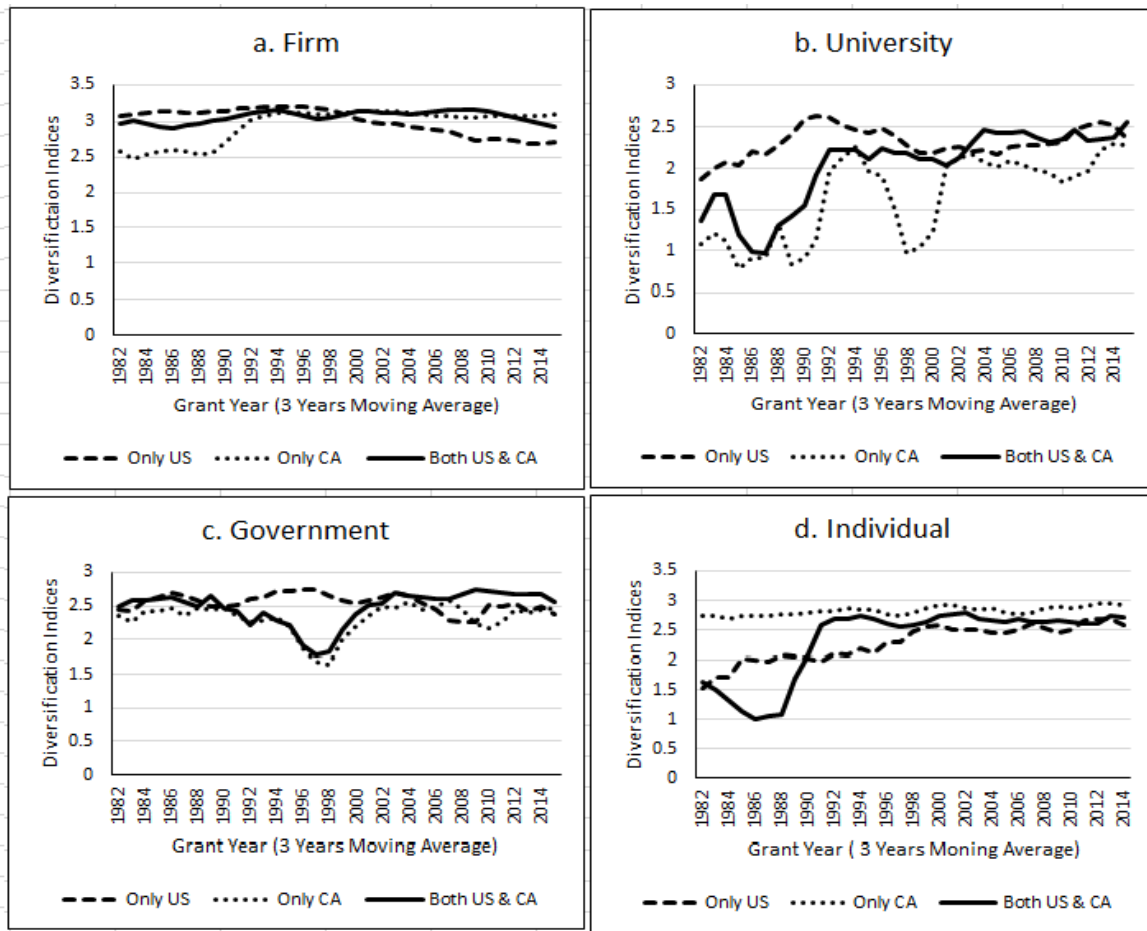 a. Firm
Diversifictaion Indices
3.5
3
2.5
2
1.5
1
0.5
0
1982 1984 1986 1988 1990 1992 1994 1996 1998 2000 2002 2004 2006 2008 2010 2012 2014
Grant Year (3 Years Moving Average)
Only US Only CA Both US & CA
b. University
Diversification Indices
3
2.5
2
1.5
1
0.5
0
1982 1984 1986 1988 1990 1992 1994 1996 1998 2000 2002 2004 2006 2008 2010 2012 2014
Grant Year (3 Years Moving Average)
Only US Only CA Both US & CA
c. Government
Diversification Indices
3
2.5
2
1.5
1
0.5
0
1982 1984 1986 1988 1990 1992 1994 1996 1998 2000 2002 2004 2006 2008 2010 2012 2014
Grant Year (3 Years Moving Average)
Only US Only CA Both US & CA
d. Individual
Diversification Indices
3.5
3
2.5
2
1.5
1
0.5
0
1982 1984 1986 1988 1990 1992 1994 1996 1998 2000 2002 2004 2006 2008 2010 2012 2014
Grant Year ( 3 Years Moning Average)
Only US Only CA Both US & CA